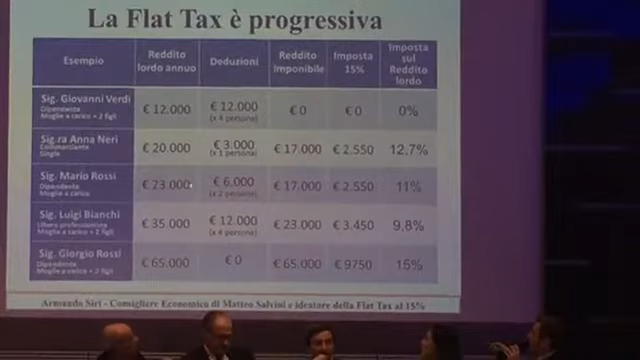 La Flat Tax è progressiva
Esempio Reddito lordo annuo Deduzioni Reddito imponibile Imposta 15% Imposta sul Reddito lordo
Sig. Giovanni Verdi
Dipendente
Moglie a carico + 2 figli
€ 12.000 € 12.000 (x 4 persone) € 0 € 0 0%
Sig.ra Anna Neri
Commerciante
Single
€ 20.000 € 3.000 (x 1 persona) € 17.000 € 2.550 12,7%
Sig. Mario Rossi
Dipendente
Moglie a carico
€ 23.000 € 6.000 (x 2 persone) € 17.000 € 2.550 11%
Sig. Luigi Bianchi
Libero professionista
Moglie a carico + 2 figli
€ 35.000 € 12.000 (x 4 persone) € 23.000 € 3.450 9,8%
Sig. Giorgio Rossi
Dipendente
Moglie a carico + 2 figli
€ 65.000 € 0 € 65.000 € 9750 15%
Armando Siri - Consigliere Economico di Matteo Salvini e ideatore della Flat Tax al 15%